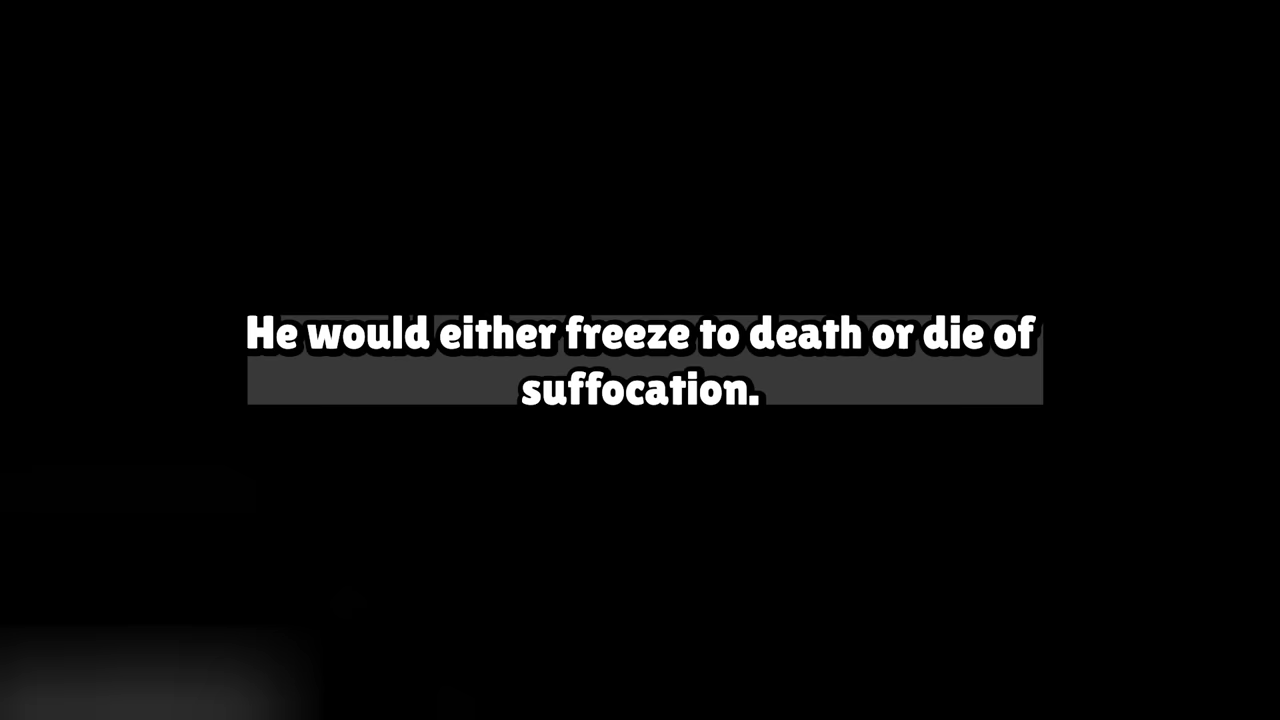 He would either freeze to death or die of
suffocation.